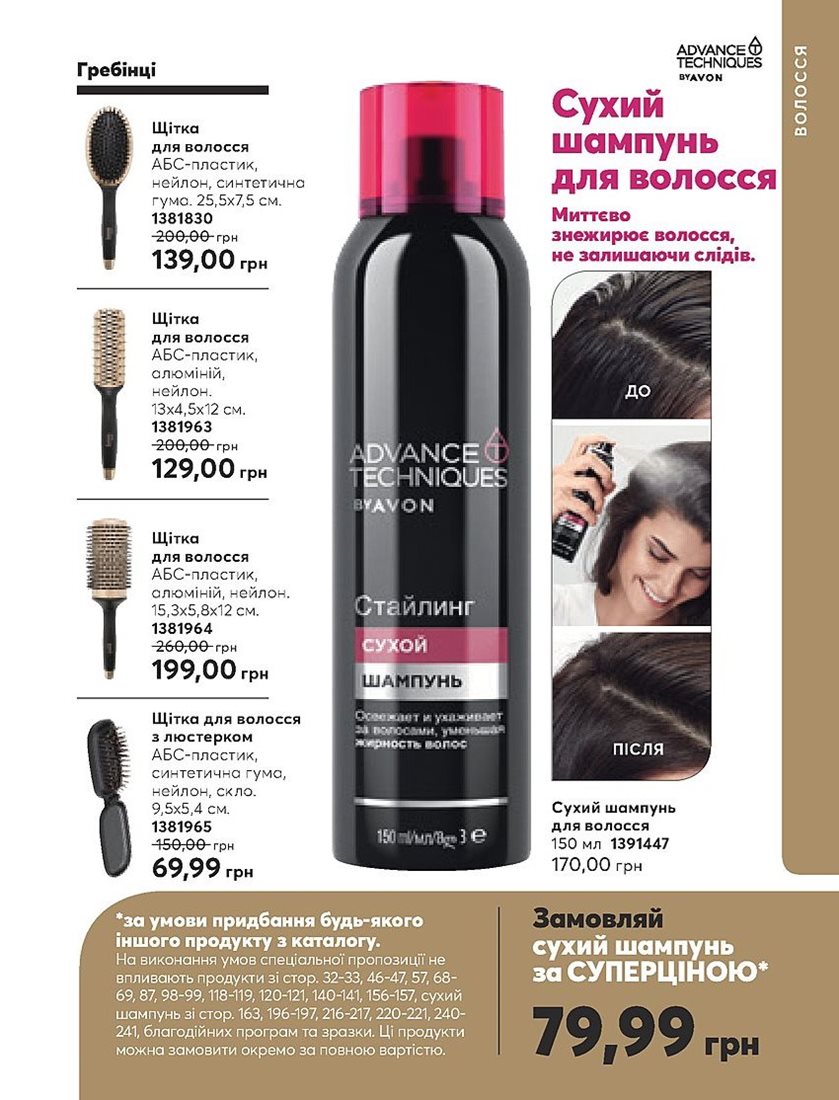 Гребінці
Щітка
для волосся
АБС-пластик,
нейлон, синтетична
гума. 25,5х7,5 см.
1381830
200,00 грн
139,00 грн
Щітка
для волосся
АБС-пластик,
алюміній,
нейлон.
13х4,5х12 см.
1381963
200,00 грн
129,00 грн
Щітка
для волосся
АБС-пластик,
алюміній, нейлон.
15,3х5,8х12 см.
1381964
260,00 грн
199,00 грн
Щітка для волосся
з люстерком
АБС-пластик,
синтетична гума,
нейлон, скло.
9,5х5,4 см.
1381965
150,00 грн
69,99 грн
ADVANCE
TECHNIQUES
BY AVON
Стайлинг
СУХОЙ
ШАМПУНЬ
Освежает и ухаживает
за волосами, уменьшая
жирность волос
150 ml/мл/
3 e
ADVANCE
TECHNIQUES
BY AVON
ВОЛОССЯ
Сухий
шампунь
для волосся
Миттєво
знежирює волосся,
не залишаючи слідів.
ДО
ПІСЛЯ
Сухий шампунь
для волосся
150 мл 1391447
170,00 грн
*за умови придбання будь-якого
іншого продукту з каталогу.
На виконання умов спеціальної пропозиції не
впливають продукти зі стор. 32-33, 46-47, 57, 68-
69, 87, 98-99, 118-119, 120-121, 140-141, 156-157, сухий
шампунь зі стор. 163, 196-197, 216-217, 220-221, 240-
241, благодійних програм та зразки. Ці продукти
можна замовити окремо за повною вартістю.
Замовляй
сухий шампунь
за СУПЕРЦІНОЮ*
79,99 грн